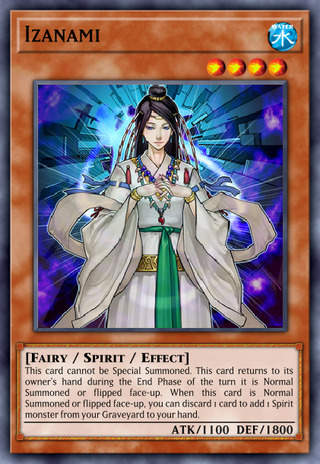 Izanami
WATER
水
[Fairy / Spirit / Effect]
This card cannot be Special Summoned. This card returns to its
owner's hand during the End Phase of the turn it is Normal
Summoned or flipped face-up. When this card is Normal
Summoned or flipped face-up, you can discard 1 card to add 1 Spirit
monster from your Graveyard to your hand.
ATK/1100 DEF/1800